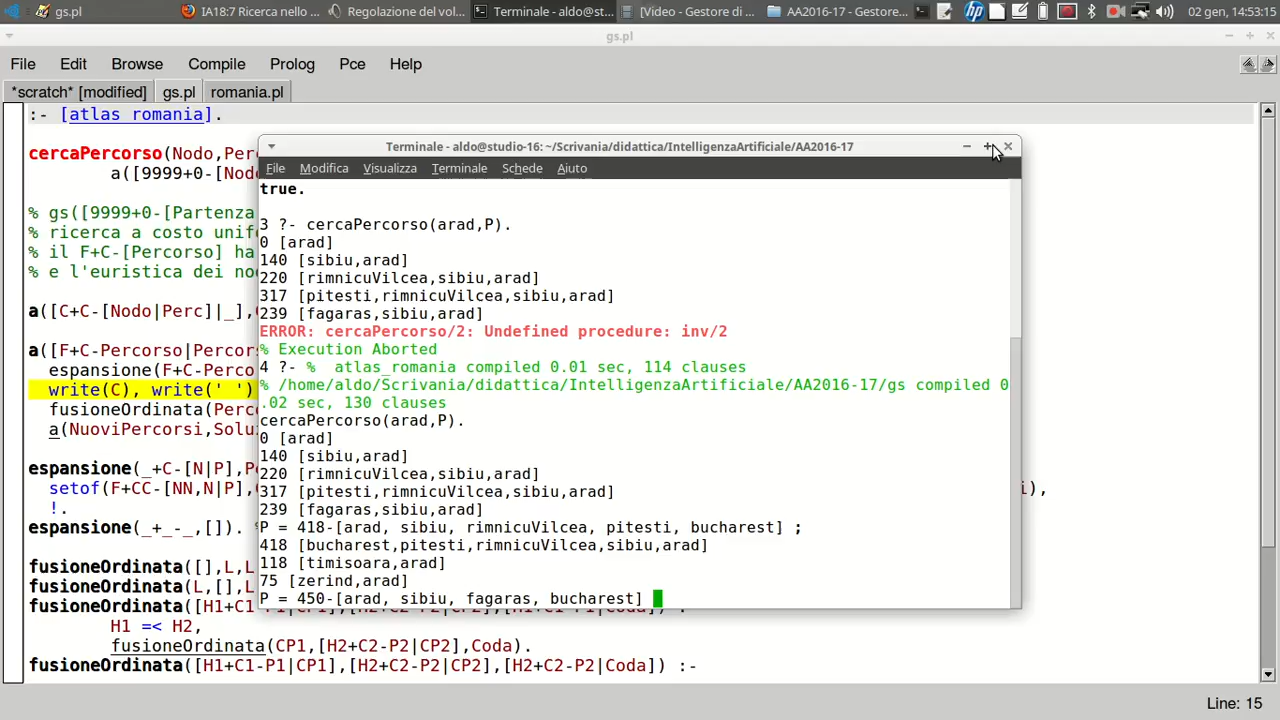 gs.pl
IA18:7 Ricerca nello ...
Regolazione del vol...
Terminale - aldo@st...
[Video - Gestore di ...
AA2016-17 - Gestore...
02 gen, 14:53:15
gs.pl
File Edit Browse Compile Prolog Pce Help
*scratch* [modified] gs.pl romania.pl
:- [atlas_romania].
cercaPercorso(Nodo,Per
a([9999+0-[Nod
% gs([9999+0-[Partenza
% ricerca a costo unif
% il F+C-[Percorso] ha
% e l'euristica dei no
a([C+C-[Nodo|Perc]|_],
a([F+C-Percorso|Percors
espansione(F+C-Perco
write(C), write(' ')
fusioneOrdinata(Perc
a(NuoviPercorsi,Solu
espansione(_+C-[N|P],P
setof(F+CC-[NN,N|P], i),
!.
espansione(_+_-_,[]). %
fusioneOrdinata([],L,L
fusioneOrdinata(L,[],L
fusioneOrdinata([H1+C1-P1|CP1],[H2+C2-P2|CP2],[H1+C1-P1|Coda]) :-
H1 =< H2,
fusioneOrdinata(CP1,[H2+C2-P2|CP2],Coda).
fusioneOrdinata([H1+C1-P1|CP1],[H2+C2-P2|CP2],[H2+C2-P2|Coda]) :-
Line: 15
Terminale - aldo@studio-16: ~/Scrivania/didattica/IntelligenzaArtificiale/AA2016-17
File Modifica Visualizza Terminale Schede Aiuto
true.
3 ?- cercaPercorso(arad,P).
0 [arad]
140 [sibiu,arad]
220 [rimnicuVilcea,sibiu,arad]
317 [pitesti,rimnicuVilcea,sibiu,arad]
239 [fagaras,sibiu,arad]
ERROR: cercaPercorso/2: Undefined procedure: inv/2
% Execution Aborted
4 ?- %  atlas_romania compiled 0.01 sec, 114 clauses
% /home/aldo/Scrivania/didattica/IntelligenzaArtificiale/AA2016-17/gs compiled 0
.02 sec, 130 clauses
cercaPercorso(arad,P).
0 [arad]
140 [sibiu,arad]
220 [rimnicuVilcea,sibiu,arad]
317 [pitesti,rimnicuVilcea,sibiu,arad]
239 [fagaras,sibiu,arad]
P = 418-[arad, sibiu, rimnicuVilcea, pitesti, bucharest] ;
418 [bucharest,pitesti,rimnicuVilcea,sibiu,arad]
118 [timisoara,arad]
75 [zerind,arad]
P = 450-[arad, sibiu, fagaras, bucharest]